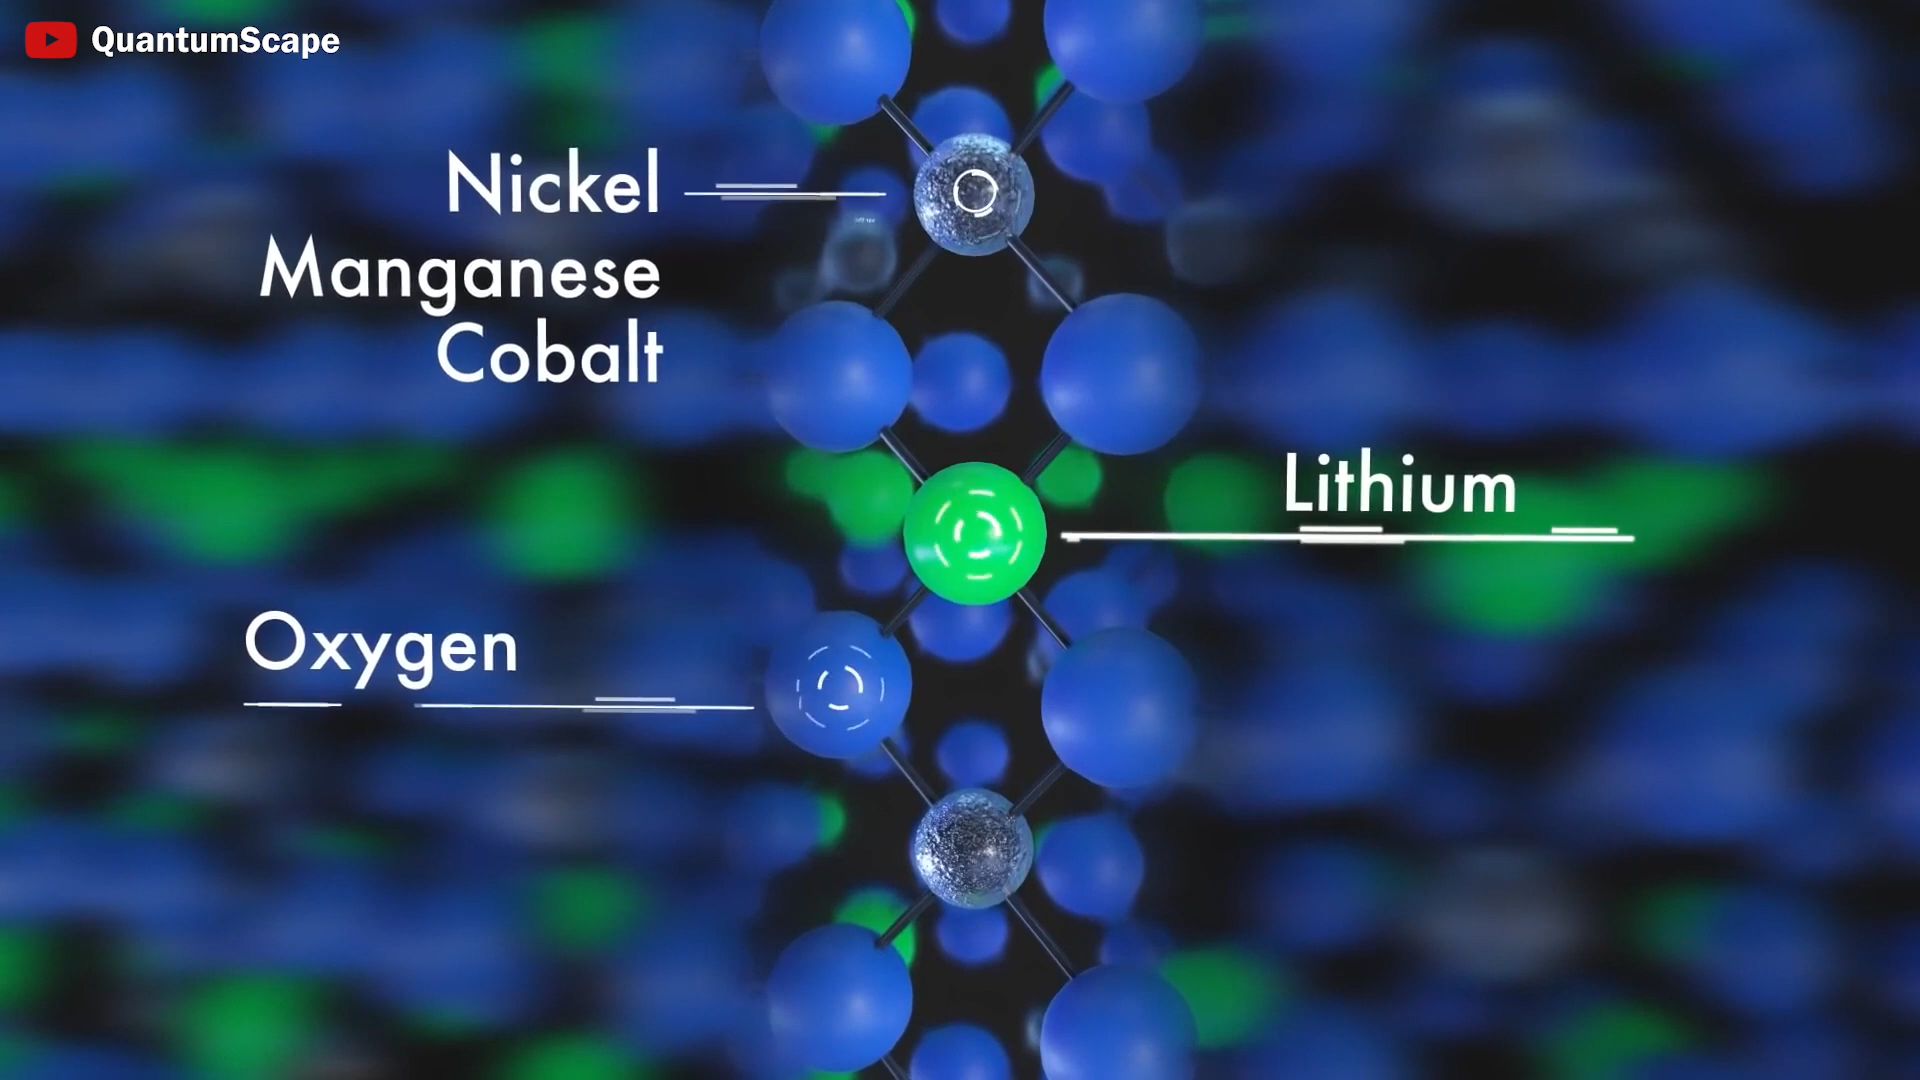 QuantumScape
Nickel
Manganese
Cobalt
Lithium
Oxygen